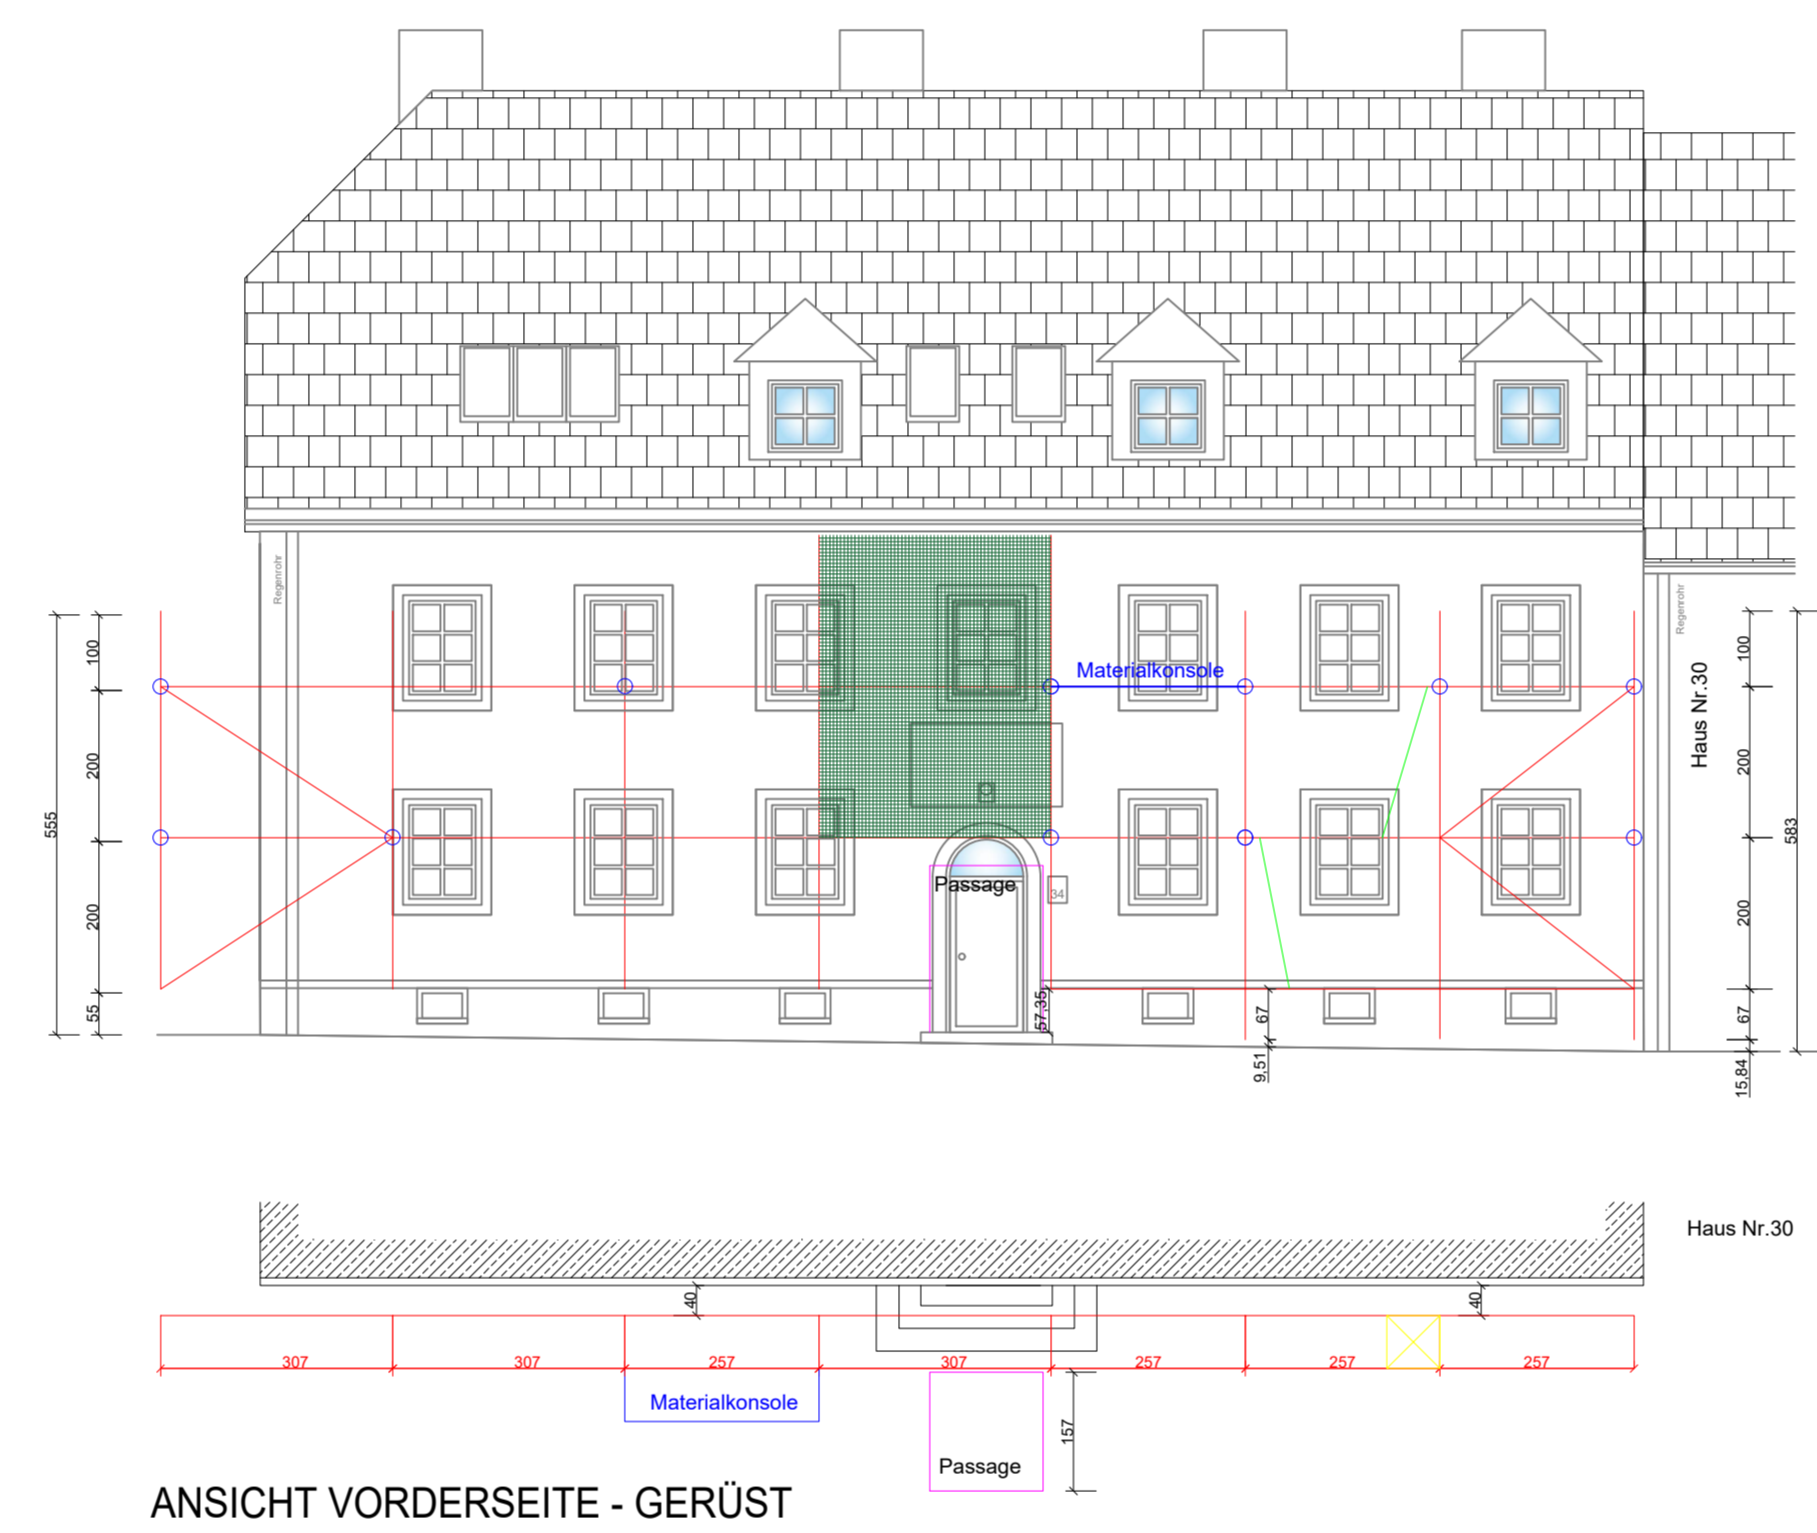 Regenrohr
Regenrohr
100
200
200
55
555
Materialkonsole
Passage
34
57,35
67
9,51
100
200
200
67
15,84
583
Haus Nr.30
Haus Nr.30
40
40
307
307
257
307
257
257
257
Materialkonsole
Passage
157
ANSICHT VORDERSEITE - GERÜST